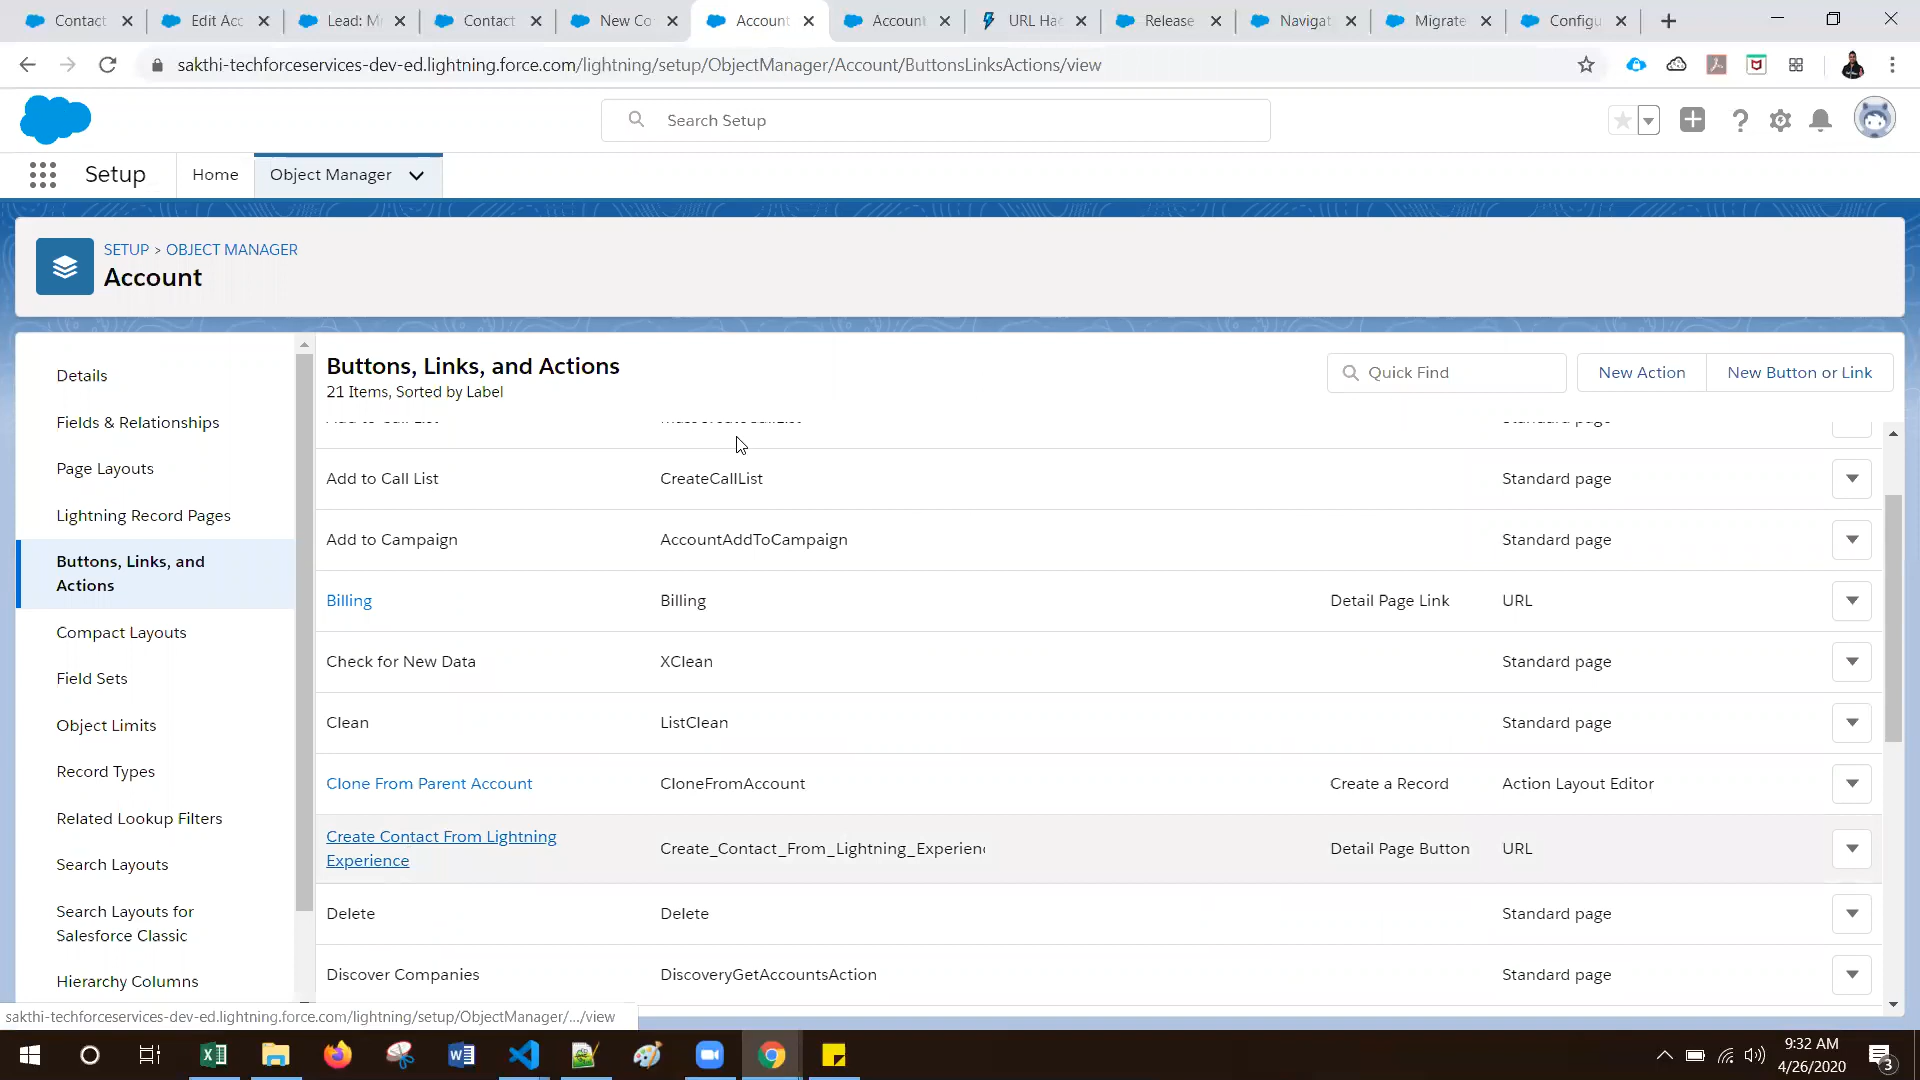 Contact
Edit Acc
Lead: M
Contact
New Co
Account
Account
URL Hac
Release
Navigat
Migrate
Configu
sakthi-techforceservices-dev-ed.lightning.force.com/lightning/setup/ObjectManager/Account/ButtonsLinksActions/view
Search Setup
Setup
Home
Object Manager
SETUP > OBJECT MANAGER
Account
Details
Fields & Relationships
Page Layouts
Lightning Record Pages
Buttons, Links, and
Actions
Compact Layouts
Field Sets
Object Limits
Record Types
Related Lookup Filters
Search Layouts
Search Layouts for
Salesforce Classic
Hierarchy Columns
Buttons, Links, and Actions
21 Items, Sorted by Label
Quick Find
New Action
New Button or Link
Add to Call List CreateCallList Standard page
Add to Campaign AccountAddToCampaign Standard page
Billing Billing Detail Page Link URL
Check for New Data XClean Standard page
Clean ListClean Standard page
Clone From Parent Account CloneFromAccount Create a Record Action Layout Editor
Create Contact From Lightning
Experience
Create_Contact_From_Lightning_Experienc Detail Page Button URL
Delete Delete Standard page
Discover Companies DiscoveryGetAccountsAction Standard page
sakthi-techforceservices-dev-ed.lightning.force.com/lightning/setup/ObjectManager/.../view
9:32 AM
4/26/2020
3